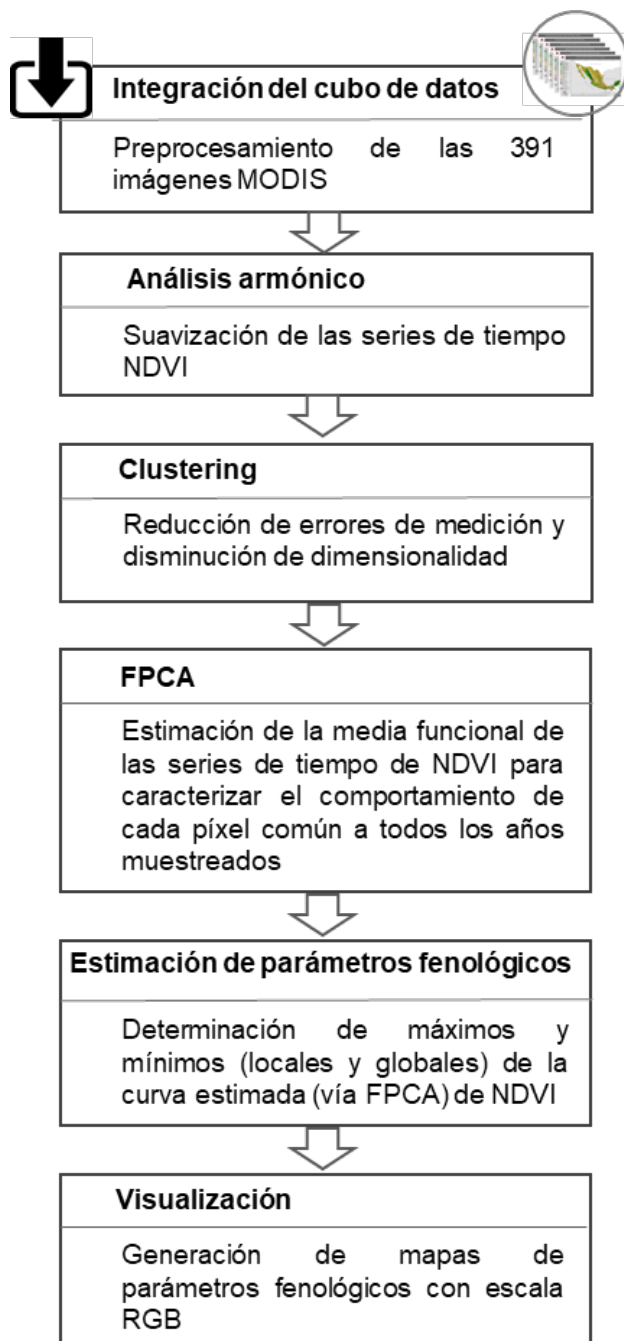 Integración del cubo de datos
Preprocesamiento de las 391
imágenes MODIS
Análisis armónico
Suavización de las series de tiempo
NDVI
Clustering
Reducción de errores de medición y
disminución de dimensionalidad
FPCA
Estimación de la media funcional de
las series de tiempo de NDVI para
caracterizar el comportamiento de
cada píxel común a todos los años
muestreados
Estimación de parámetros fenológicos
Determinación de máximos y
mínimos (locales y globales) de la
curva estimada (vía FPCA) de NDVI
Visualización
Generación de mapas de
parámetros fenológicos con escala
RGB